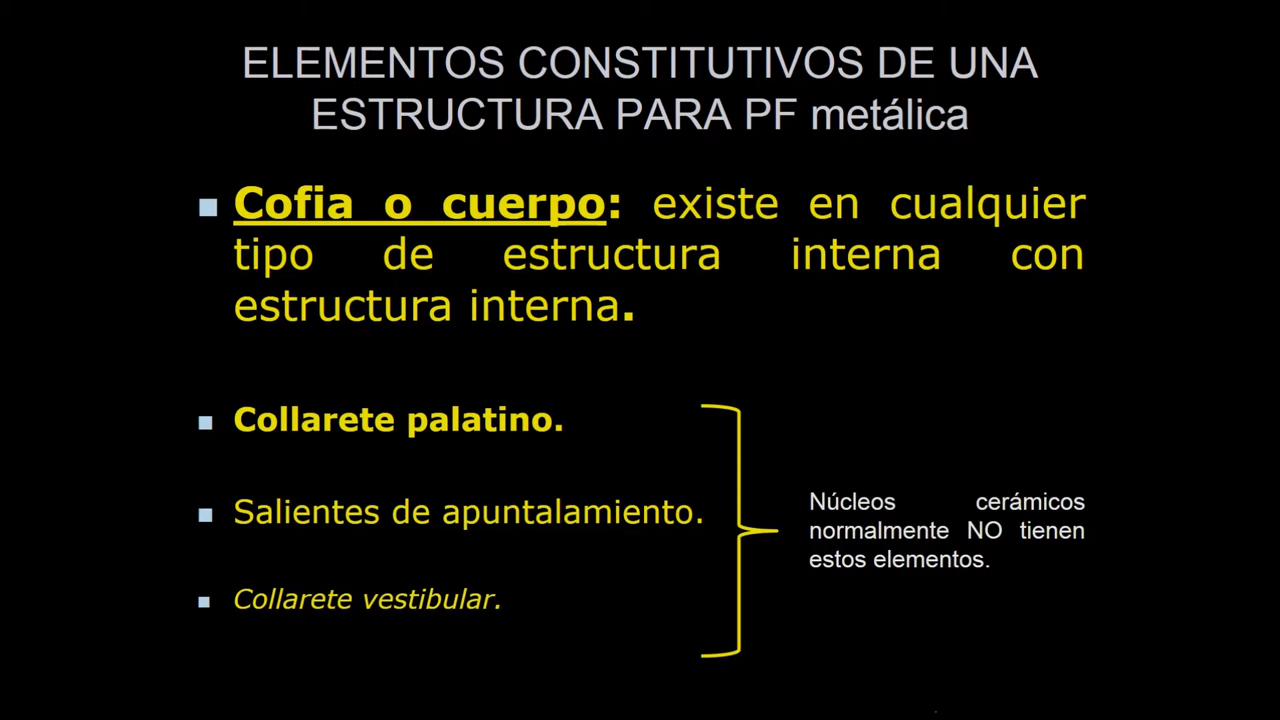 ELEMENTOS CONSTITUTIVOS DE UNA
ESTRUCTURA PARA PF metálica
Cofia o cuerpo: existe en cualquier
tipo de estructura interna con
estructura interna.
Collarete palatino.
Salientes de apuntalamiento.
Collarete vestibular.
Núcleos cerámicos
normalmente NO tienen
estos elementos.